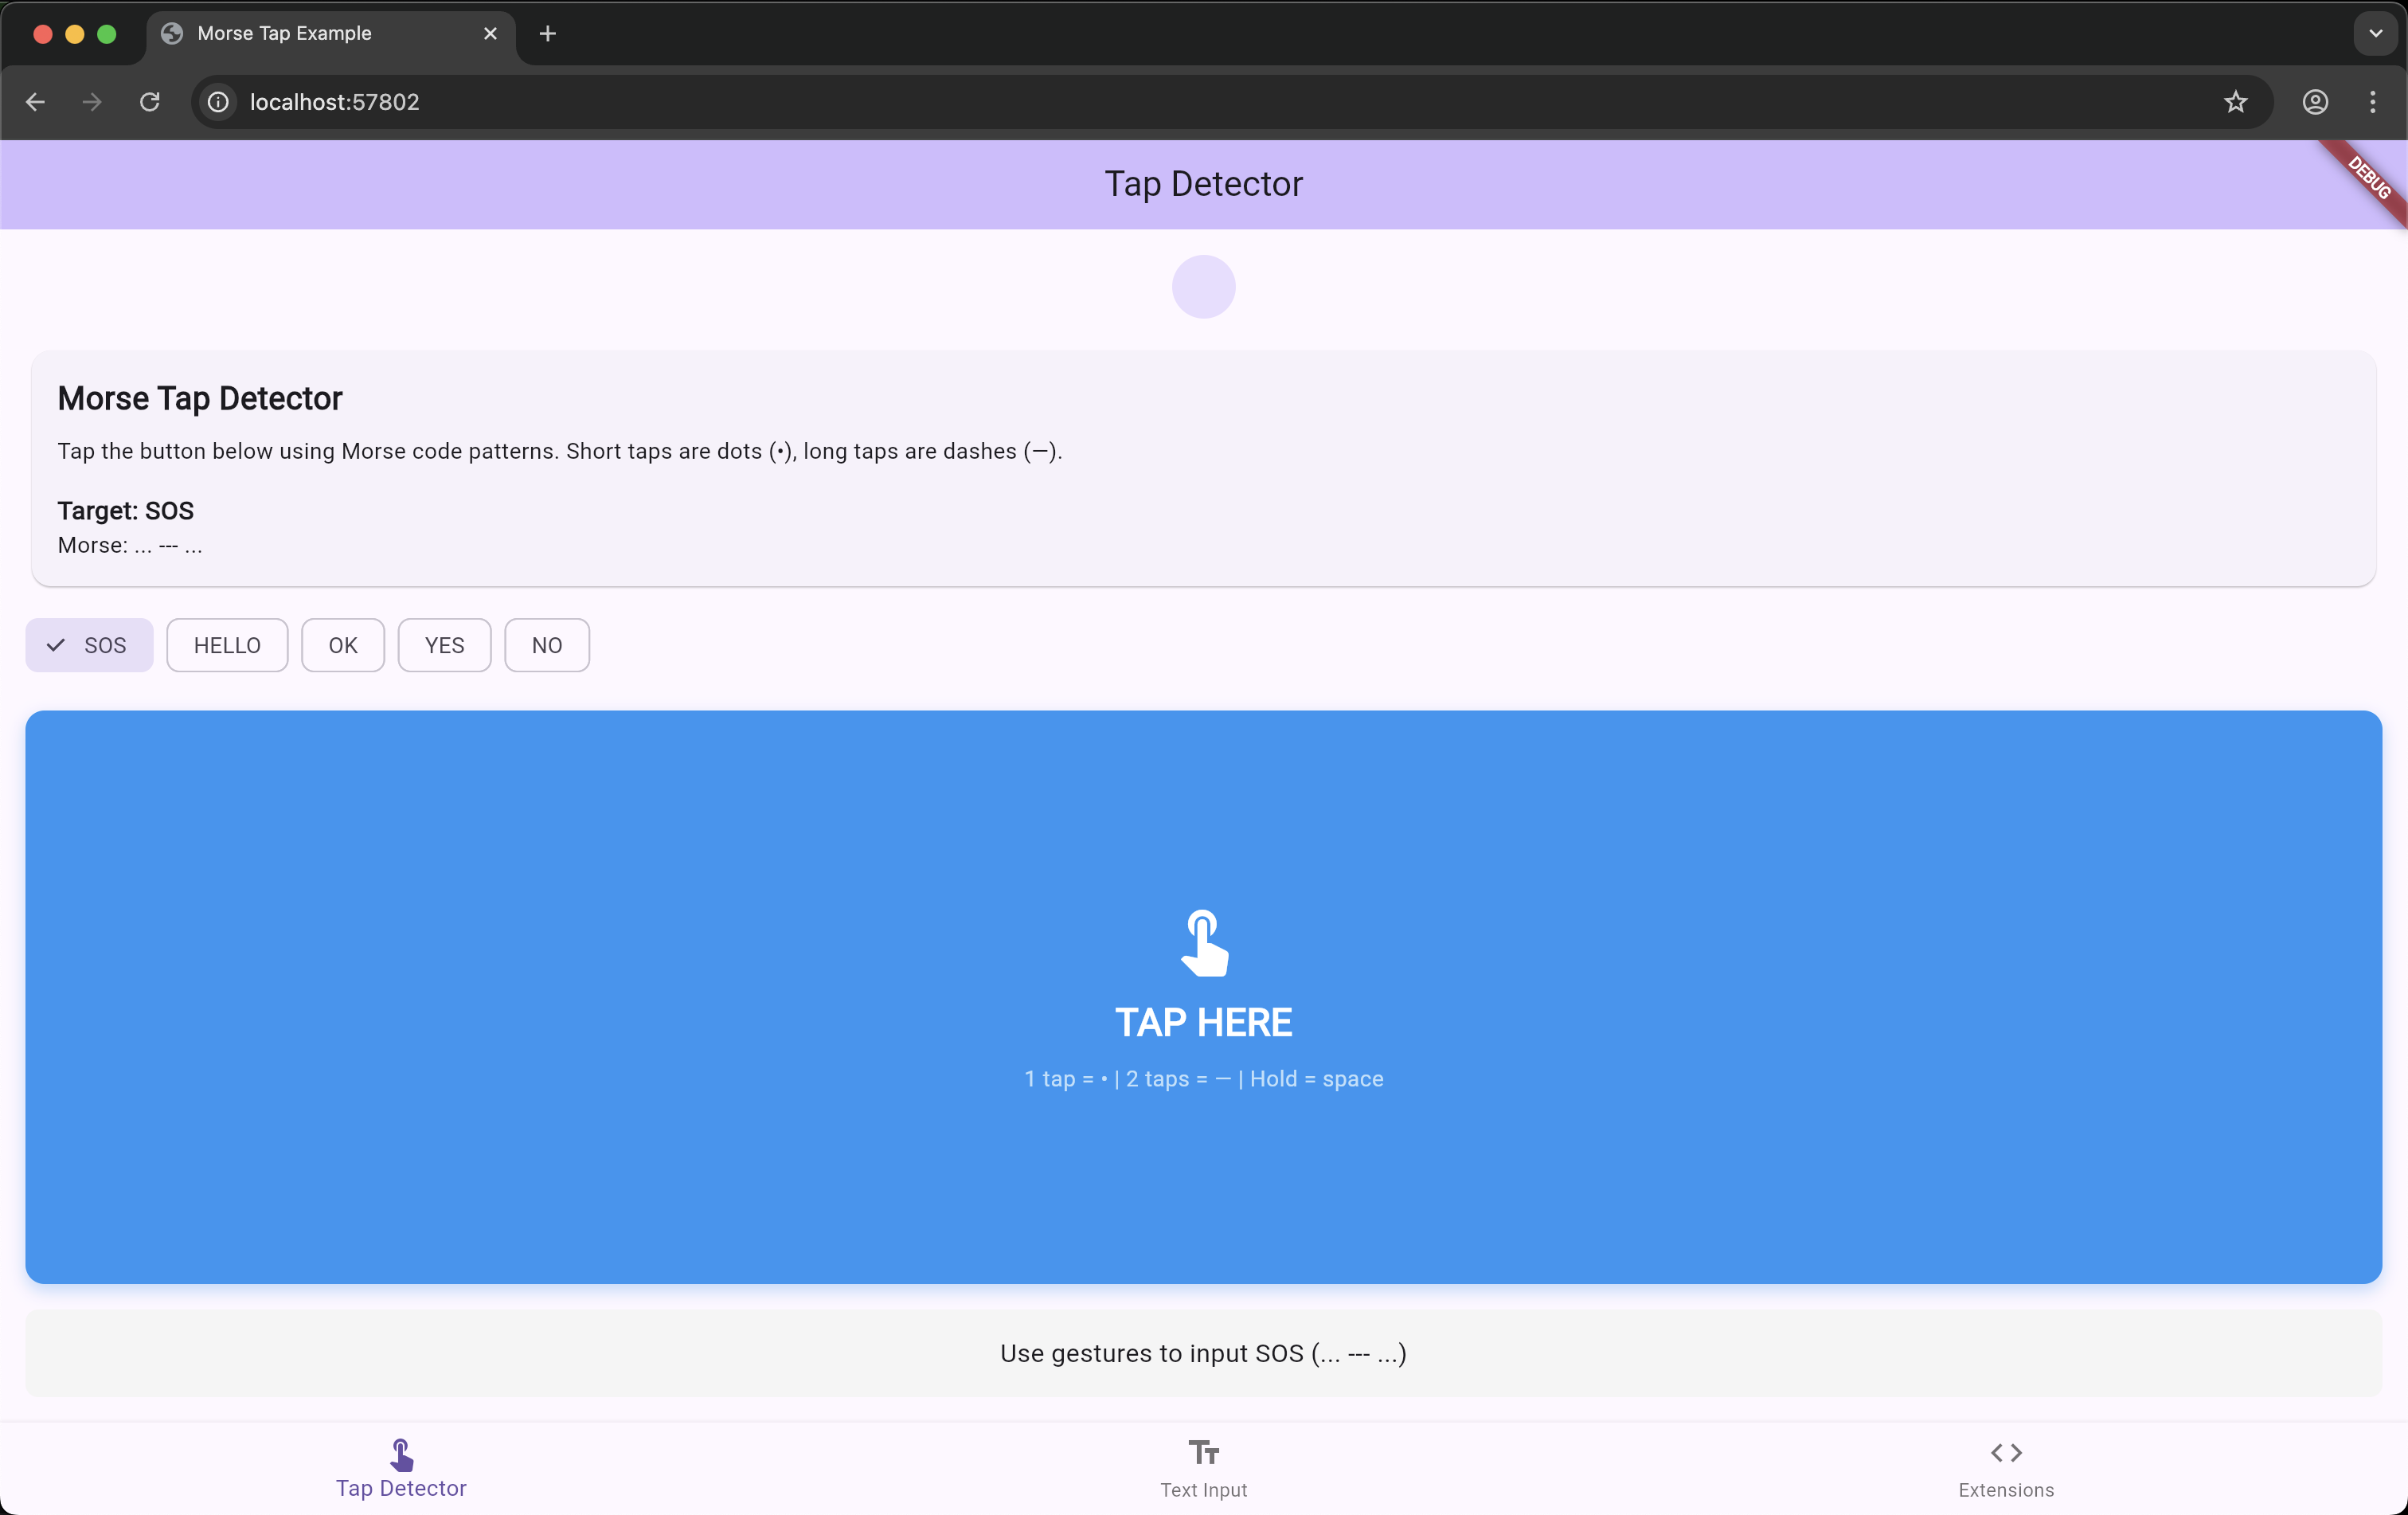 Morse Tap Example
localhost:57802
Tap Detector
DEBUG
Morse Tap Detector
Tap the button below using Morse code patterns. Short taps are dots (•), long taps are dashes (—).
Target: SOS
Morse: ... --- ...
SOS
HELLO
OK
YES
NO
TAP HERE
1 tap = • | 2 taps = — | Hold = space
Use gestures to input SOS (... --- ...)
Tap Detector
Text Input
Extensions